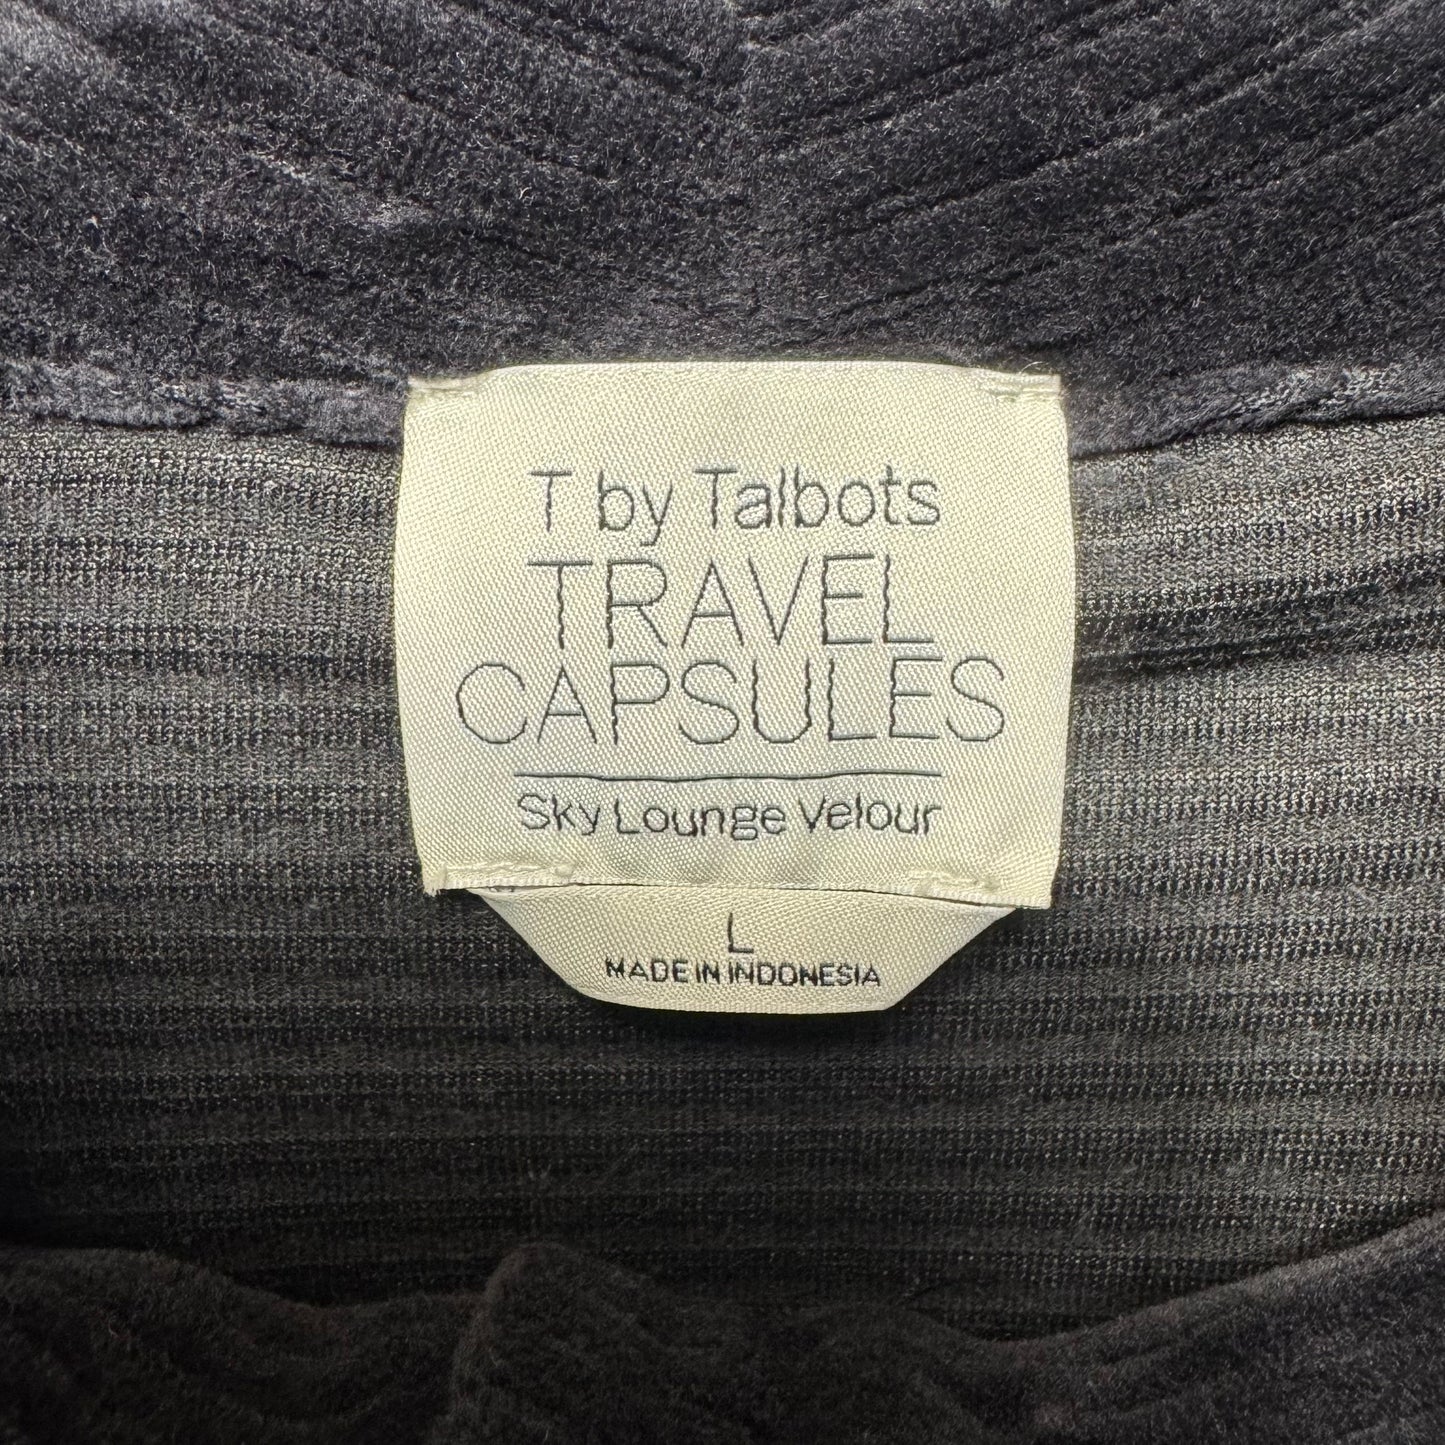 T by Talbots
TRAVEL
CAPSULES
Sky Lounge Velour
L
MADE IN INDONESIA